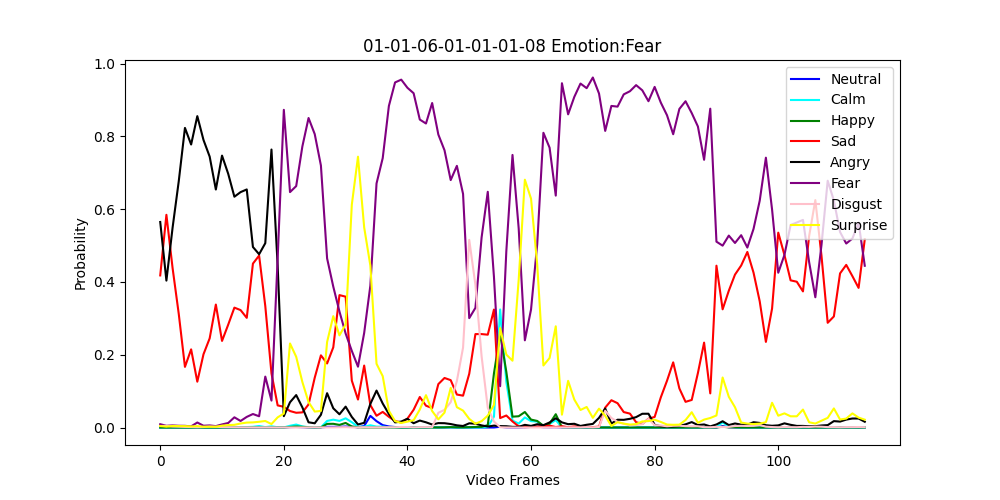 01-01-06-01-01-01-08 Emotion:Fear
1.0
0.8
0.6
0.4
0.2
0.0
Probability
0
20
40
60
80
100
Video Frames
Neutral
Calm
Happy
Sad
Angry
Fear
Disgust
Surprise